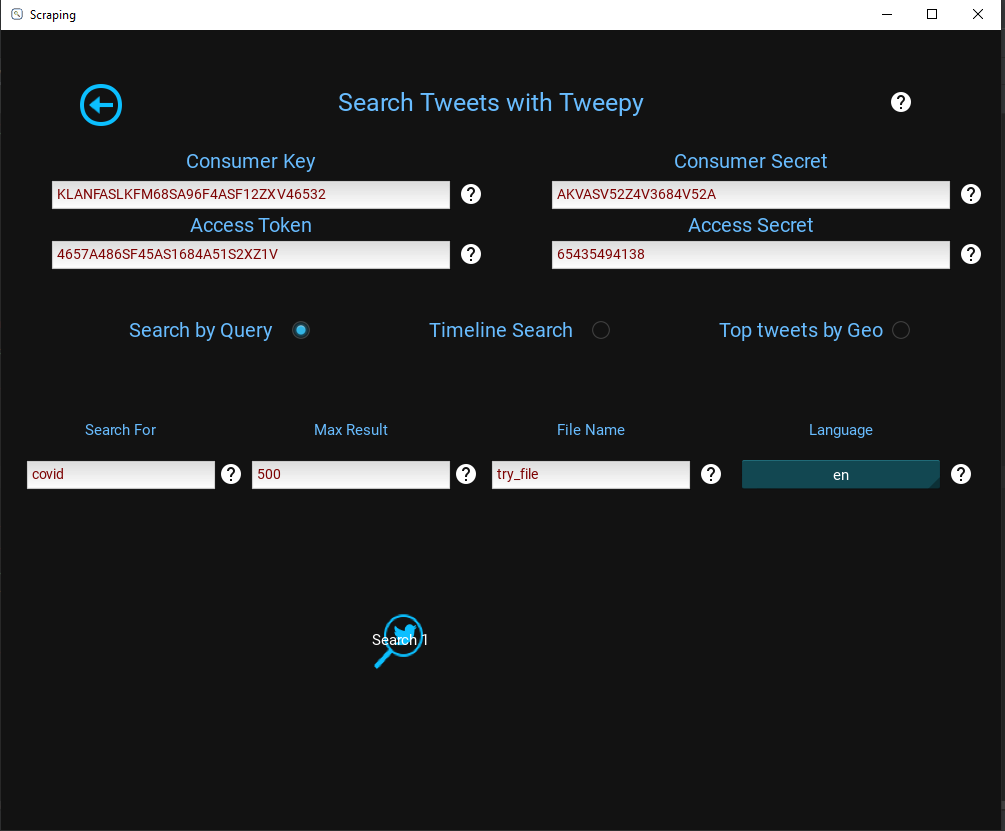 Scraping
Search Tweets with Tweepy
?
Consumer Key
Consumer Secret
KLANFASLKFM68SA96F4ASF12ZXV46532
?
AKVASV52Z4V3684V52A
?
Access Token
Access Secret
4657A486SF45AS1684A51S2XZ1V
?
65435494138
?
Search by Query
Timeline Search
Top tweets by Geo
Search For
Max Result
File Name
Language
covid
?
500
?
try_file
?
en
?
Search 1